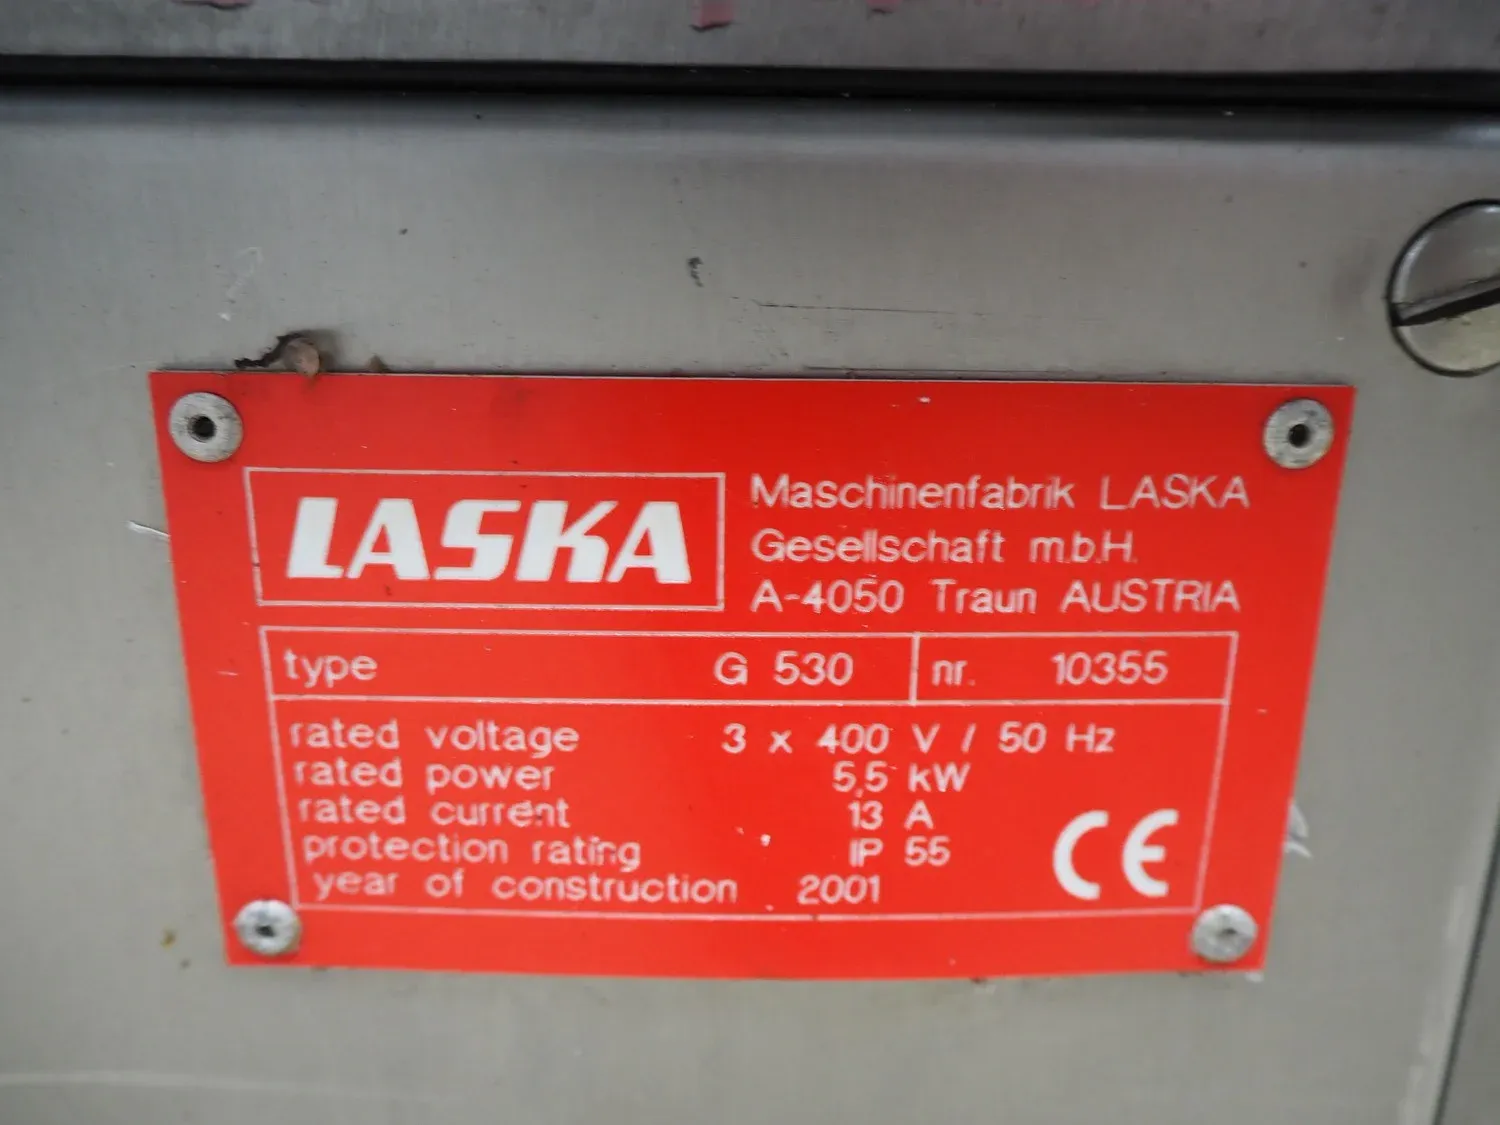 LASKA
Maschinenfabrik LASKA
Gesellschaft m.b.H.
A-4050 Traun AUSTRIA
type G 530 nr. 10355
rated voltage 3 x 400 V / 50 Hz
rated power 5,5 kW
rated current 13 A
protection rating IP 55
year of construction 2001
CE